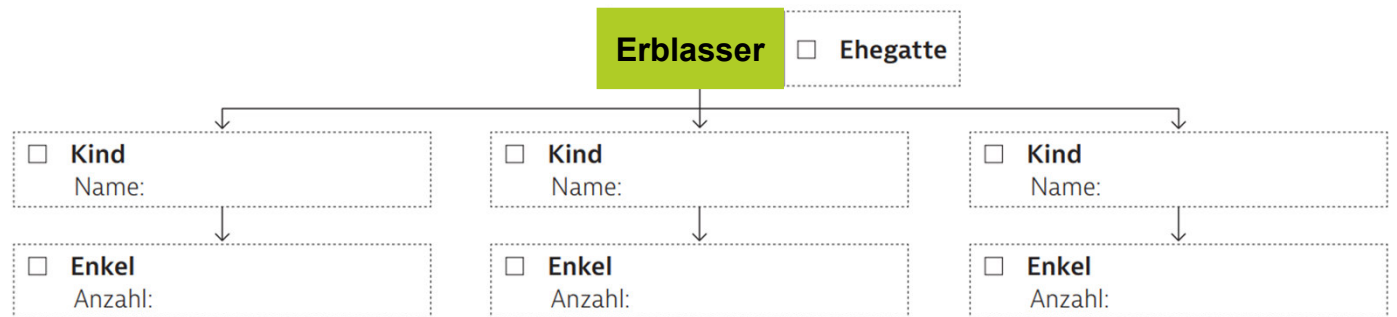 Erblasser ☐ Ehegatte
☐ Kind ☐ Kind ☐ Kind
Name: Name: Name:
☐ Enkel ☐ Enkel ☐ Enkel
Anzahl: Anzahl: Anzahl: